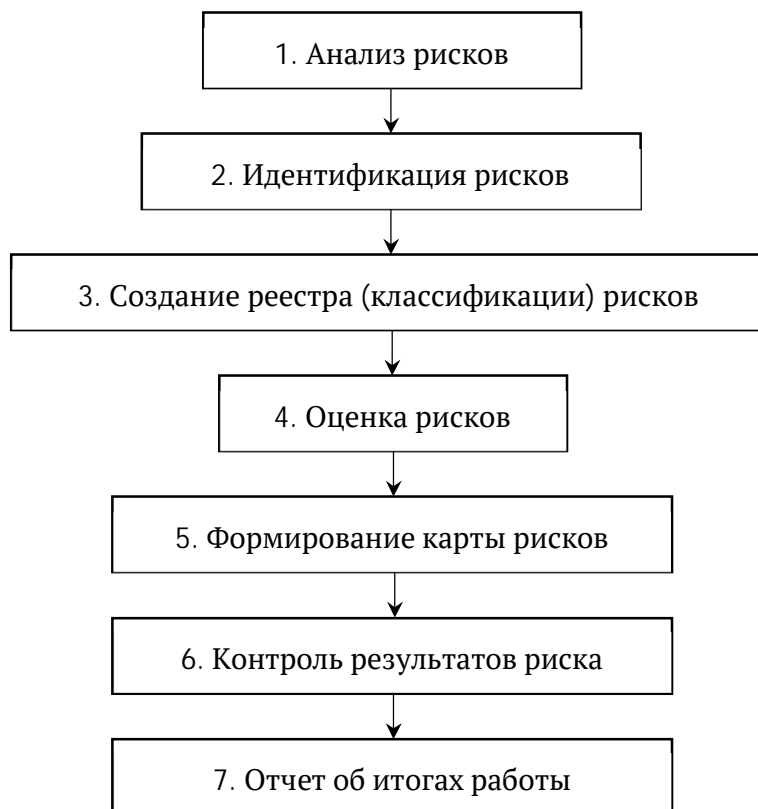 1. Анализ рисков
2. Идентификация рисков
3. Создание реестра (классификации) рисков
4. Оценка рисков
5. Формирование карты рисков
6. Контроль результатов риска
7. Отчет об итогах работы